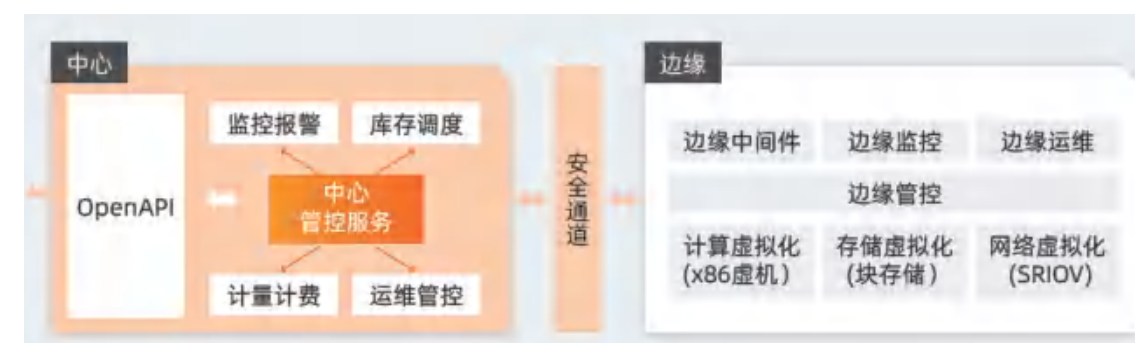 中心
OpenAPI
监控报警
库存调度
中心
管控服务
计量计费
运维管控
安全通道
边缘
边缘中间件
边缘监控
边缘运维
边缘管控
计算虚拟化
(x86虚机)
存储虚拟化
(块存储)
网络虚拟化
(SRIOV)